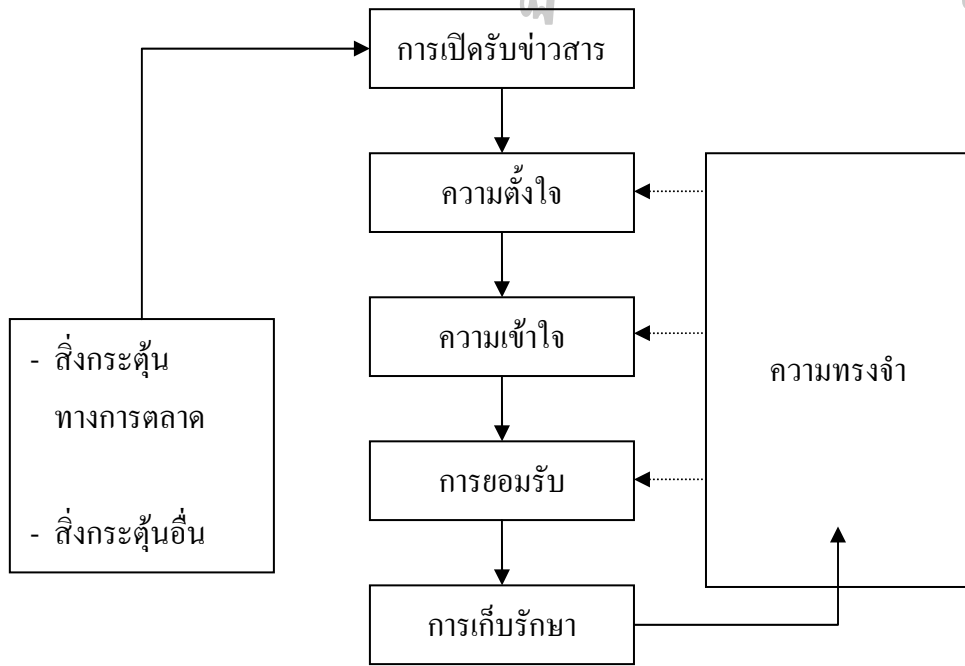 การเปิดรับข่าวสาร
ความตั้งใจ
ความเข้าใจ
- สิ่งกระตุ้น
ทางการตลาด
- สิ่งกระตุ้นอื่น
ความทรงจำ
การยอมรับ
การเก็บรักษา